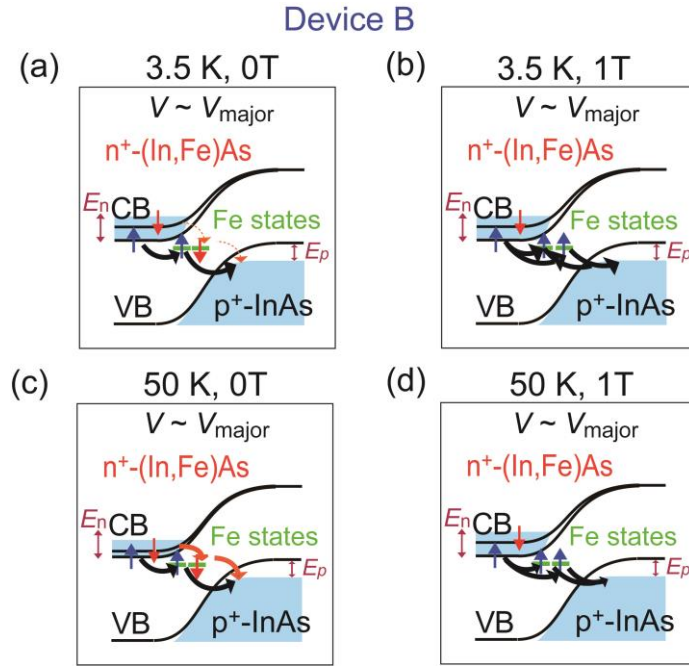 Device B
(a) 3.5 K, 0T
V ~ Vmajor
n⁺-(In,Fe)As
En CB
Fe states
Ep
VB p⁺-InAs
(b) 3.5 K, 1T
V ~ Vmajor
n⁺-(In,Fe)As
En CB
Fe states
Ep
VB p⁺-InAs
(c) 50 K, 0T
V ~ Vmajor
n⁺-(In,Fe)As
En CB
Fe states
Ep
VB p⁺-InAs
(d) 50 K, 1T
V ~ Vmajor
n⁺-(In,Fe)As
En CB
Fe states
Ep
VB p⁺-InAs